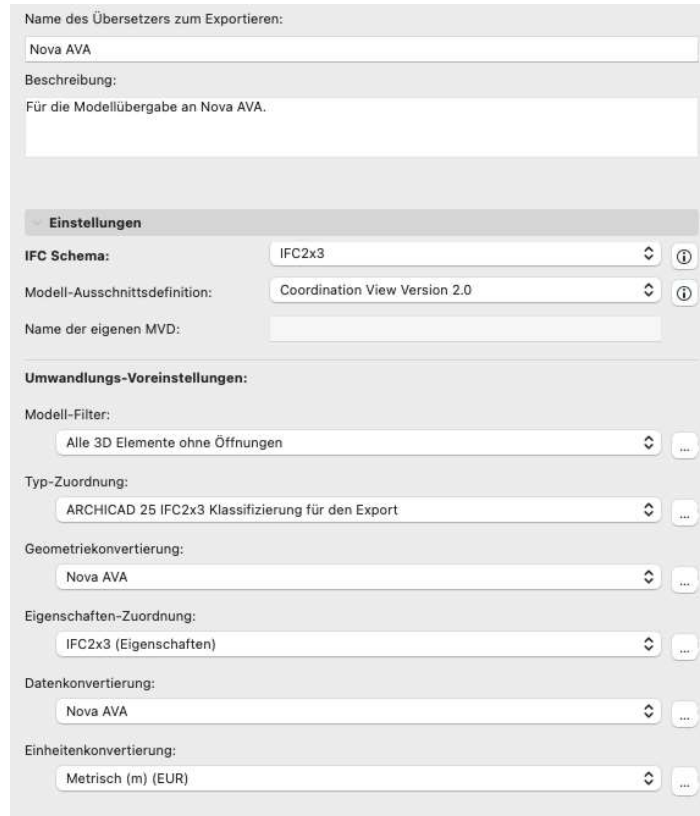 Name des Übersetzers zum Exportieren:
Nova AVA
Beschreibung:
Für die Modellübergabe an Nova AVA.
Einstellungen
IFC Schema: IFC2x3
Modell-Ausschnittsdefinition: Coordination View Version 2.0
Name der eigenen MVD:
Umwandlungs-Voreinstellungen:
Modell-Filter:
Alle 3D Elemente ohne Öffnungen ...
Typ-Zuordnung:
ARCHICAD 25 IFC2x3 Klassifizierung für den Export ...
Geometriekonvertierung:
Nova AVA ...
Eigenschaften-Zuordnung:
IFC2x3 (Eigenschaften) ...
Datenkonvertierung:
Nova AVA ...
Einheitenkonvertierung:
Metrisch (m) (EUR) ...